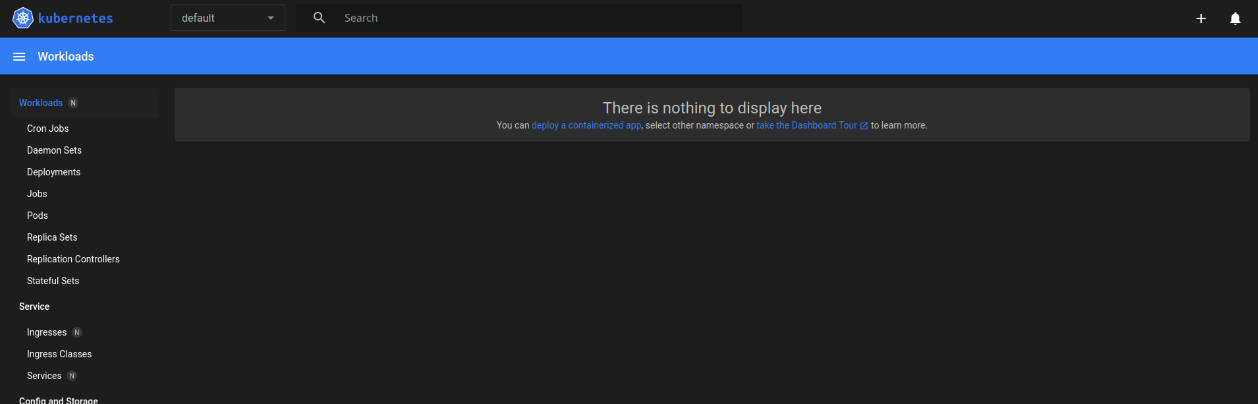 kubernetes
default
Search
Workloads
Workloads N
Cron Jobs
Daemon Sets
Deployments
Jobs
Pods
Replica Sets
Replication Controllers
Stateful Sets
Service
Ingresses N
Ingress Classes
Services N
Config and Storage
There is nothing to display here
You can deploy a containerized app, select other namespace or take the Dashboard Tour to learn more.